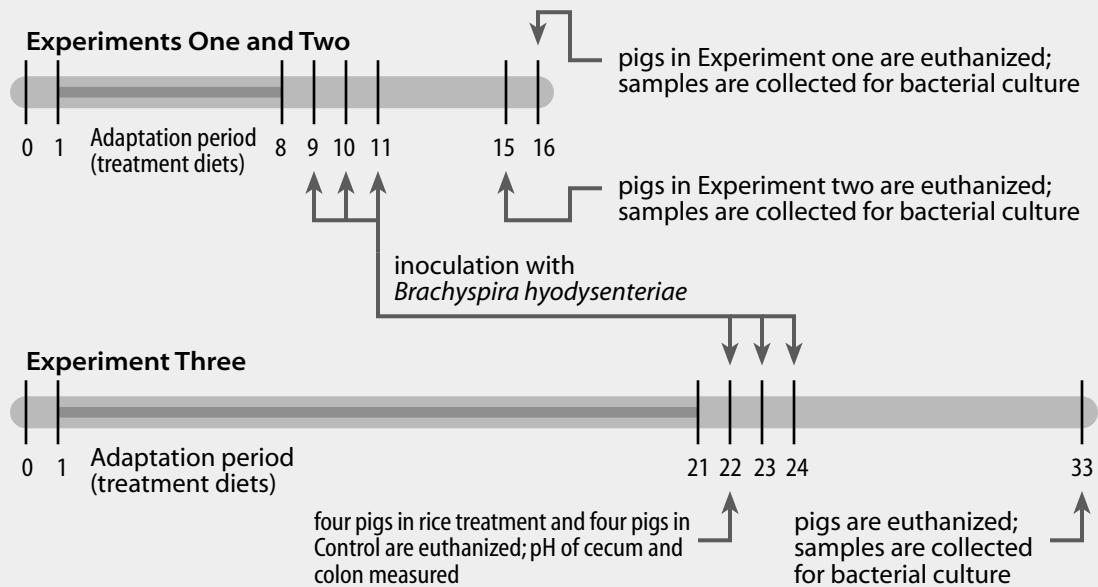 Experiments One and Two
pigs in Experiment one are euthanized;
samples are collected for bacterial culture
0 1 Adaptation period 8 9 10 11 15 16
(treatment diets)
pigs in Experiment two are euthanized;
samples are collected for bacterial culture
inoculation with
Brachyspira hyodysenteriae
Experiment Three
0 1 Adaptation period 21 22 23 24 33
(treatment diets)
four pigs in rice treatment and four pigs in
Control are euthanized; pH of cecum and
colon measured
pigs are euthanized;
samples are collected
for bacterial culture